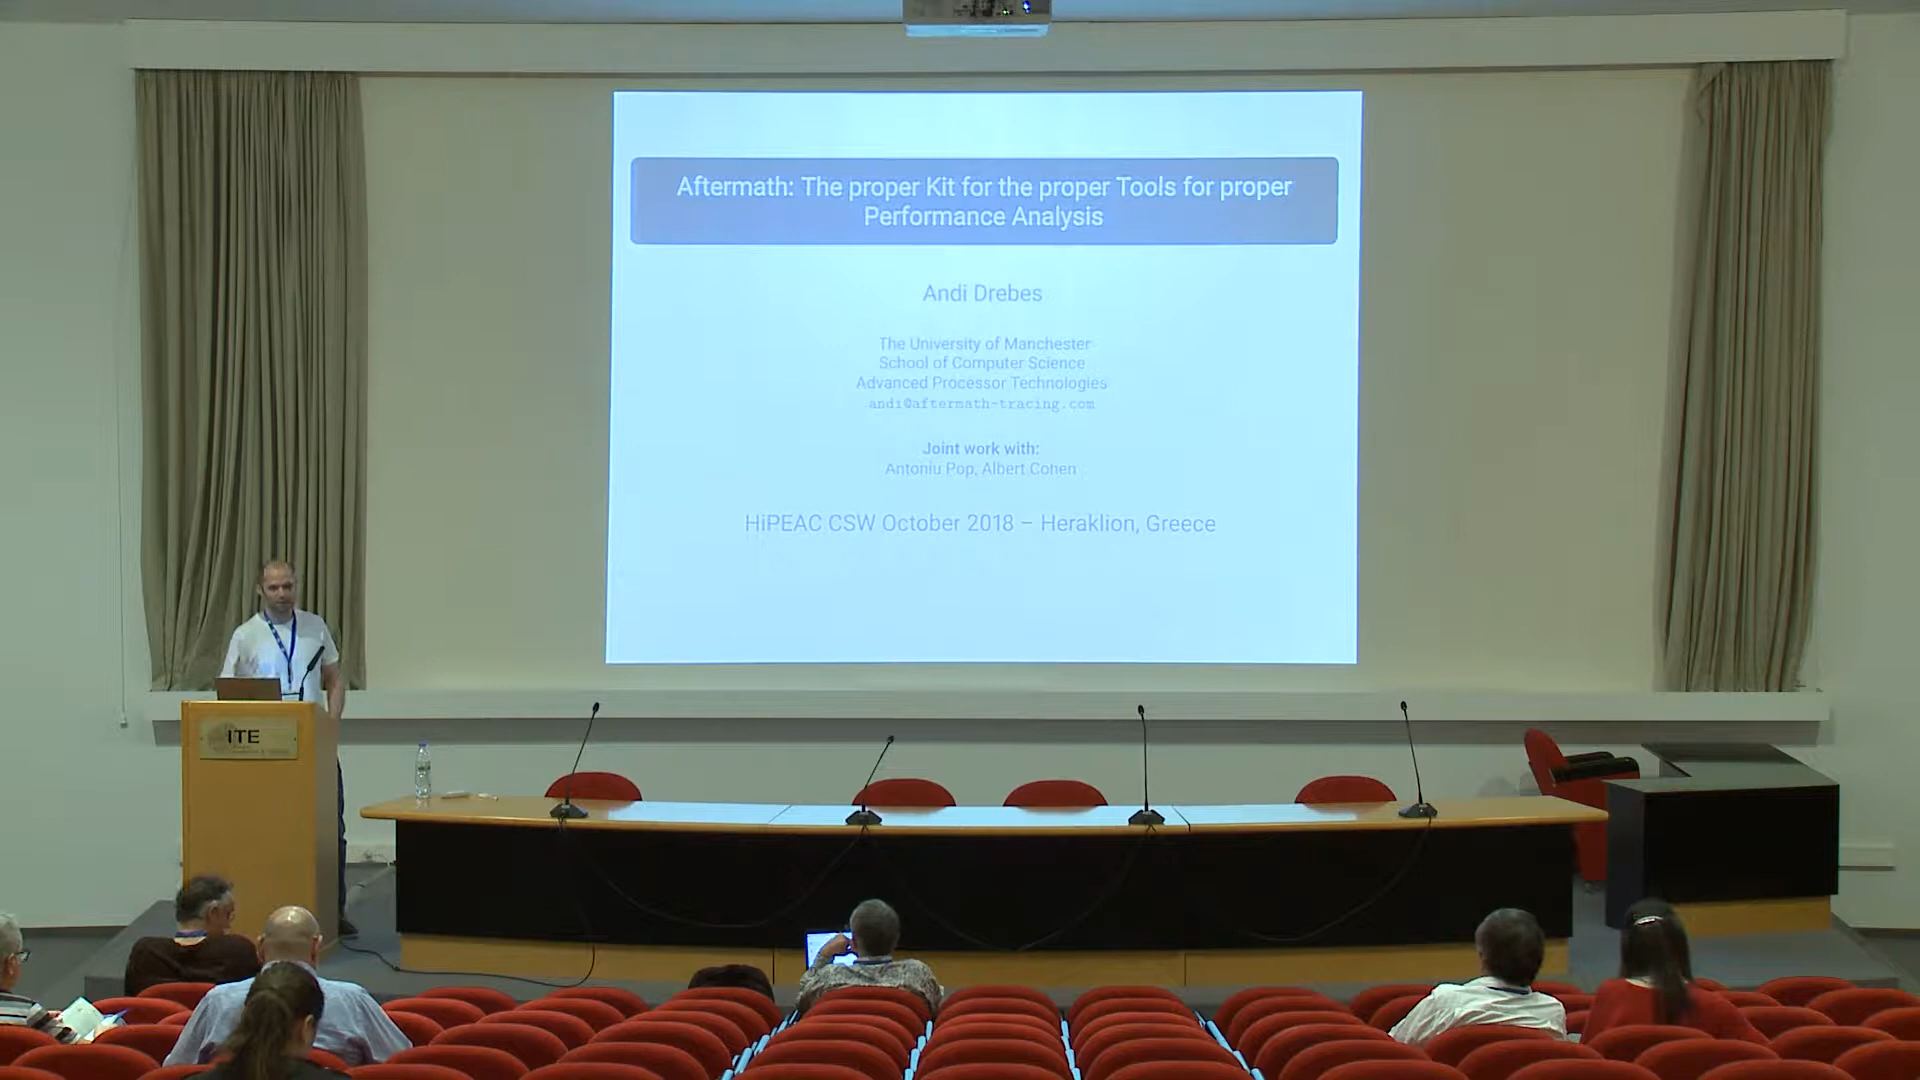 Aftermath: The proper Kit for the proper Tools for proper
Performance Analysis
Andi Drebes
The University of Manchester
School of Computer Science
Advanced Processor Technologies
andi@aftermath-tracing.com
Joint work with:
Antoniu Pop, Albert Cohen
HiPEAC CSW October 2018 – Heraklion, Greece
ITE